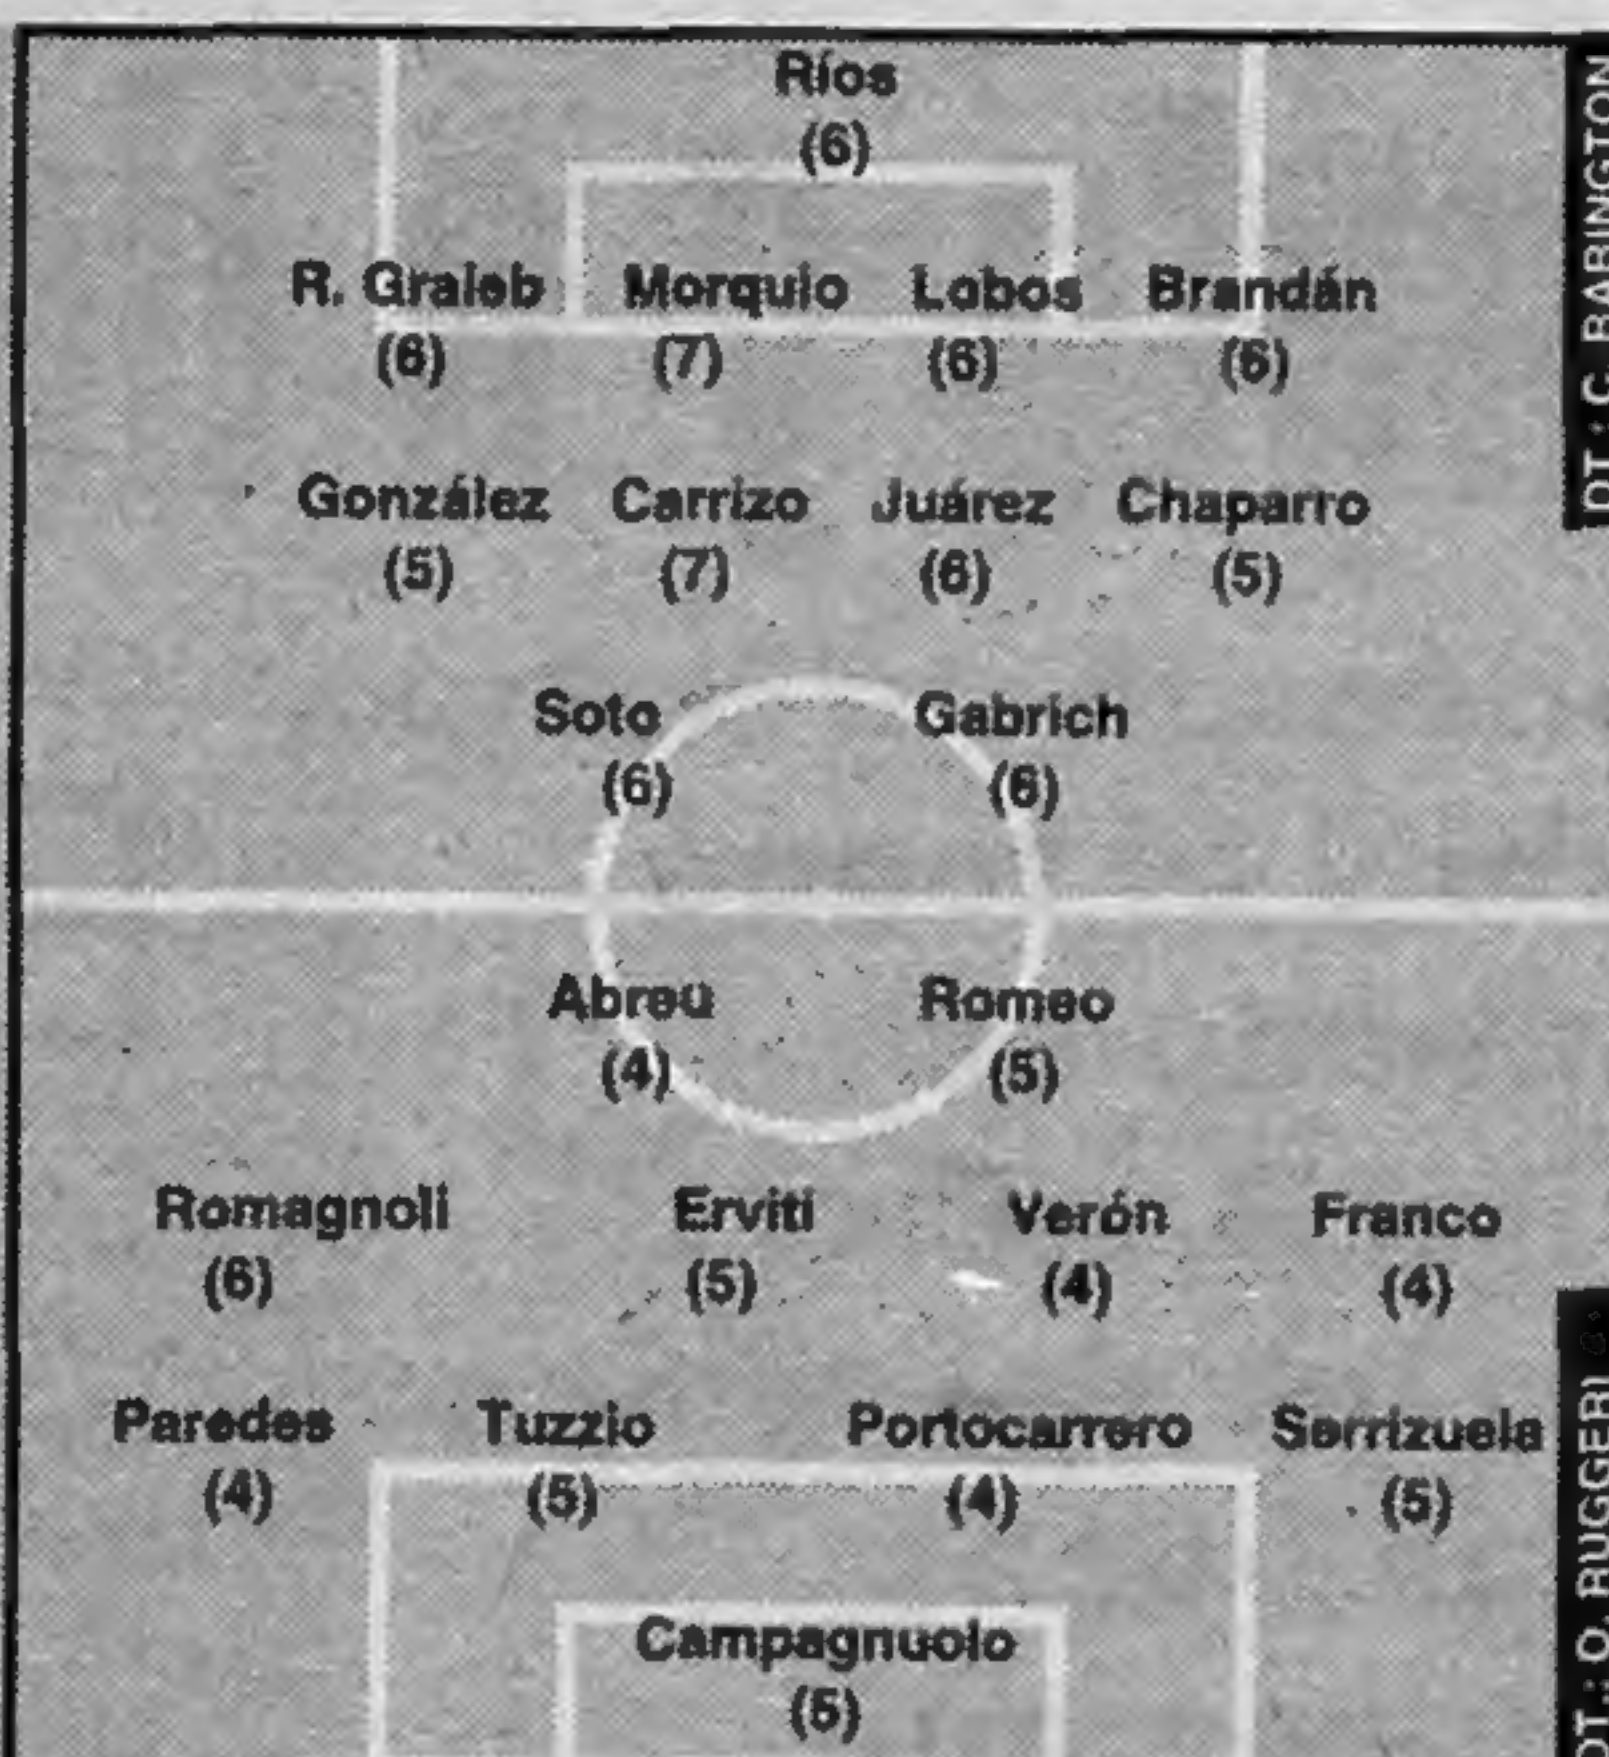 Ríos
(6)
R. Graieb Morquio Lobos Brandán
(6) (7) (6) (6)
González Carrizo Juárez Chaparro
(5) (7) (6) (5)
Soto Gabrich
(6) (6)
Abreu Romeo
(4) (5)
Romagnoli Erviti Verón Franco
(6) (5) (4) (4)
Paredes Tuzzio Portocarrero Serrizuela
(4) (5) (4) (5)
Campagnuolo
(5)
DT.: C. BABINGTON
DT.: O. RUGGERI